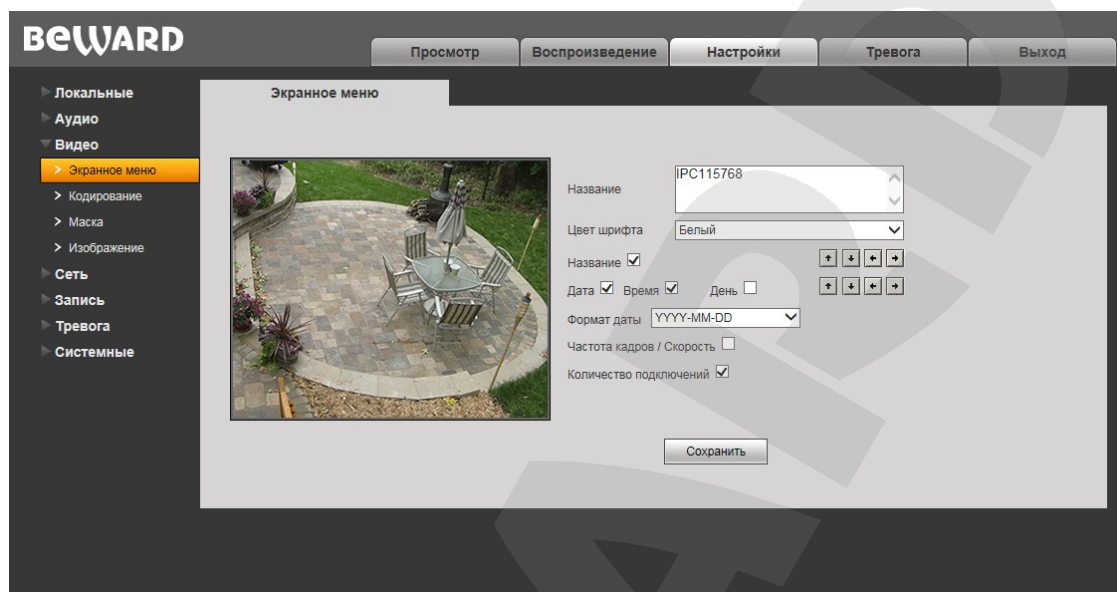 BEWARD
Просмотр
Воспроизведение
Настройки
Тревога
Выход
Локальные
Аудио
Видео
> Экранное меню
> Кодирование
> Маска
> Изображение
Сеть
Запись
Тревога
Системные
Экранное меню
Название
IPC115768
Цвет шрифта
Белый
Название
Дата Время День
Формат даты YYYY-MM-DD
Частота кадров / Скорость
Количество подключений
Сохранить